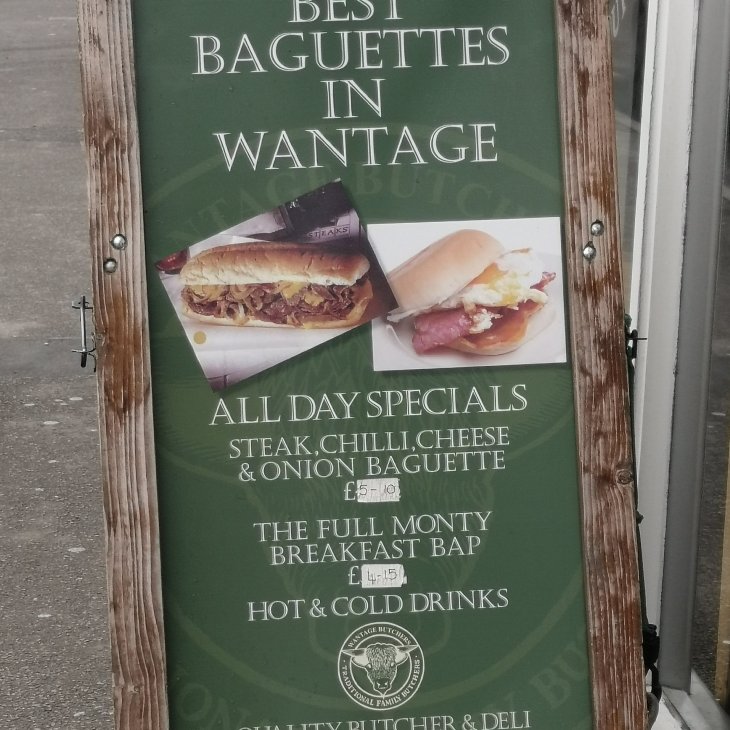 BEST
BAGUETTES
IN
WANTAGE
STEAKS
ALL DAY SPECIALS
STEAK, CHILLI, CHEESE
& ONION BAGUETTE
£5-10
THE FULL MONTY
BREAKFAST BAP
£4-15
HOT & COLD DRINKS
WANTAGE BUTCHERS
TRADITIONAL FAMILY BUTCHERS
QUALITY BUTCHER & DELI